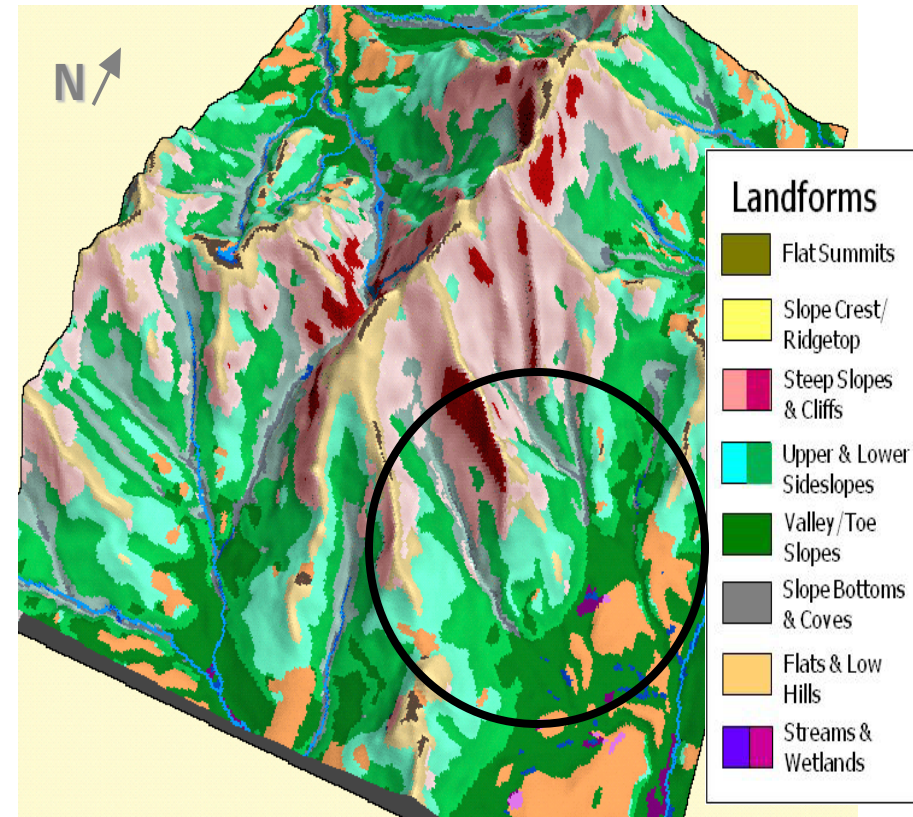 N
Landforms
Flat Summits
Slope Crest/
Ridgetop
Steep Slopes
& Cliffs
Upper & Lower
Sideslopes
Valley/Toe
Slopes
Slope Bottoms
& Coves
Flats & Low
Hills
Streams &
Wetlands